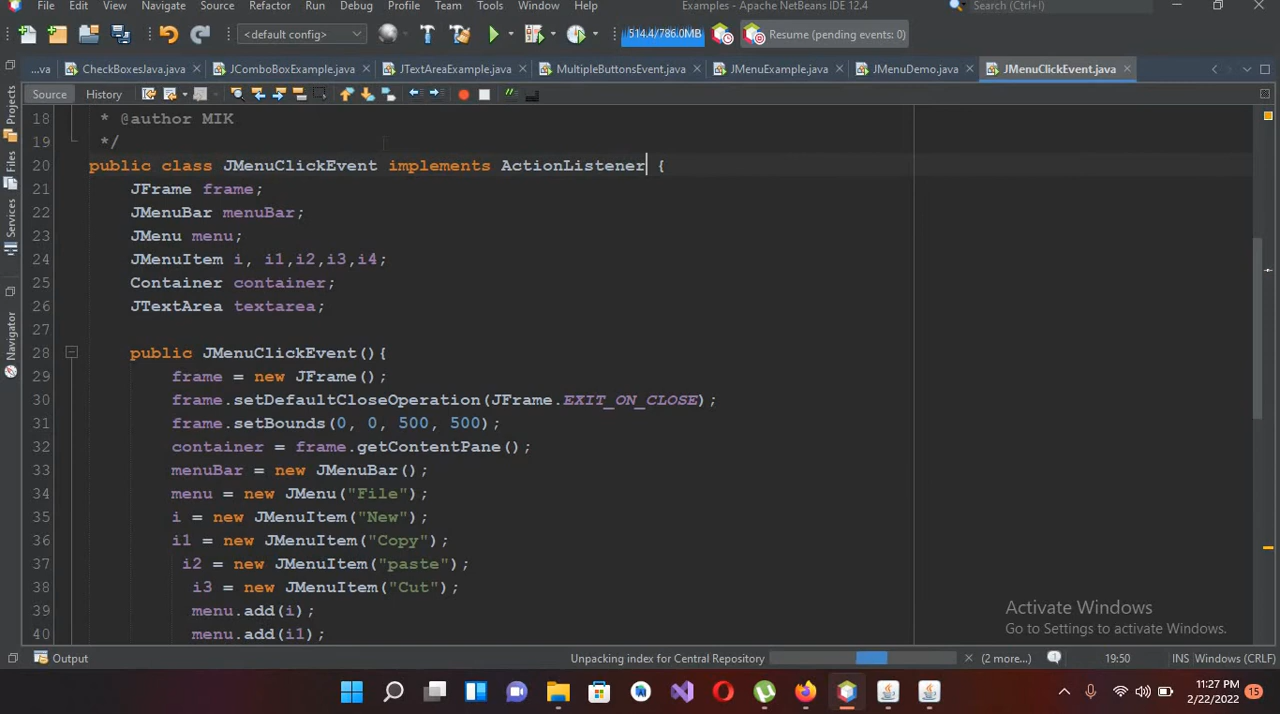 File Edit View Navigate Source Refactor Run Debug Profile Team Tools Window Help Examples - Apache NetBeans IDE 12.4 Search (Ctrl+I)
<default config> 514.4/786.0MB Resume (pending events: 0)
...va CheckBoxesJava.java JComboBoxExample.java JTextAreaExample.java MultipleButtonsEvent.java JMenuExample.java JMenuDemo.java JMenuClickEvent.java
Source History
Projects
Files
Services
Navigator
18 * @author MIK
19 */
20 public class JMenuClickEvent implements ActionListener {
21 JFrame frame;
22 JMenuBar menuBar;
23 JMenu menu;
24 JMenuItem i, i1,i2,i3,i4;
25 Container container;
26 JTextArea textarea;
27
28 public JMenuClickEvent(){
29 frame = new JFrame();
30 frame.setDefaultCloseOperation(JFrame.EXIT_ON_CLOSE);
31 frame.setBounds(0, 0, 500, 500);
32 container = frame.getContentPane();
33 menuBar = new JMenuBar();
34 menu = new JMenu("File");
35 i = new JMenuItem("New");
36 i1 = new JMenuItem("Copy");
37 i2 = new JMenuItem("paste");
38 i3 = new JMenuItem("Cut");
39 menu.add(i);
40 menu.add(i1);
Activate Windows
Go to Settings to activate Windows.
Output Unpacking index for Central Repository (2 more...) 19:50 INS Windows (CRLF)
11:27 PM
2/22/2022 15